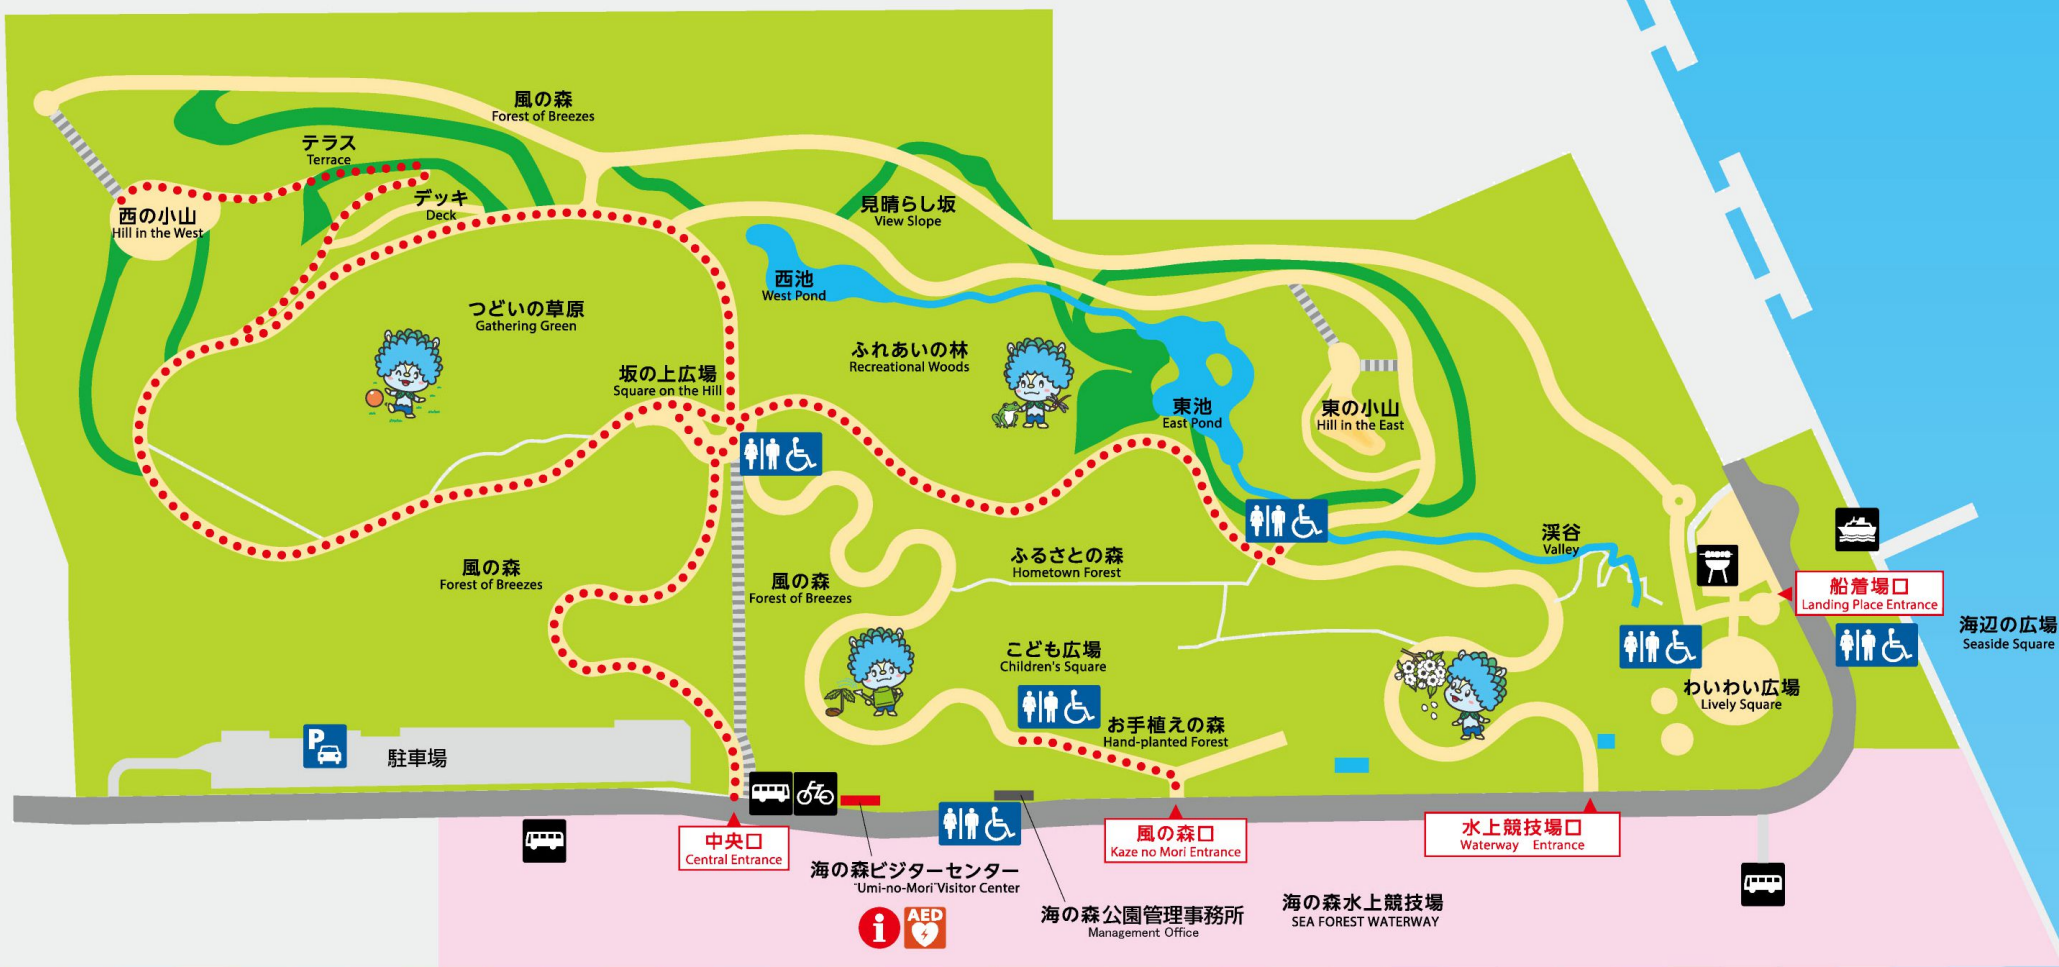 風の森
Forest of Breezes
テラス
Terrace
デッキ
Deck
西の小山
Hill in the West
見晴らし坂
View Slope
西池
West Pond
つどいの草原
Gathering Green
ふれあいの林
Recreational Woods
坂の上広場
Square on the Hill
東池
East Pond
東の小山
Hill in the East
渓谷
Valley
ふるさとの森
Hometown Forest
風の森
Forest of Breezes
風の森
Forest of Breezes
船着場口
Landing Place Entrance
海辺の広場
Seaside Square
こども広場
Children's Square
わいわい広場
Lively Square
お手植えの森
Hand-planted Forest
P
駐車場
中央口
Central Entrance
風の森口
Kaze no Mori Entrance
水上競技場口
Waterway Entrance
海の森ビジターセンター
"Umi-no-Mori"Visitor Center
i
AED
海の森公園管理事務所
Management Office
海の森水上競技場
SEA FOREST WATERWAY